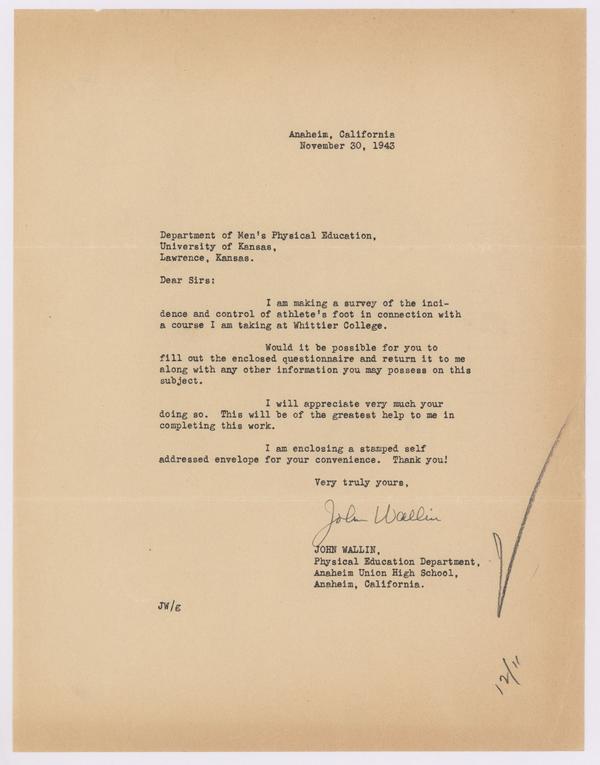 Anaheim, California
November 30, 1943
Department of Men's Physical Education,
University of Kansas,
Lawrence, Kansas.
Dear Sirs:
I am making a survey of the inci-
dence and control of athlete's foot in connection with
a course I am taking at Whittier College.
Would it be possible for you to
fill out the enclosed questionnaire and return it to me
along with any other information you may possess on this
subject.
I will appreciate very much your
doing so. This will be of the greatest help to me in
completing this work.
I am enclosing a stamped self
addressed envelope for your convenience. Thank you!
Very truly yours,
John Wallin
JOHN WALLIN,
Physical Education Department,
Anaheim Union High School,
Anaheim, California.
JW/g
12/11